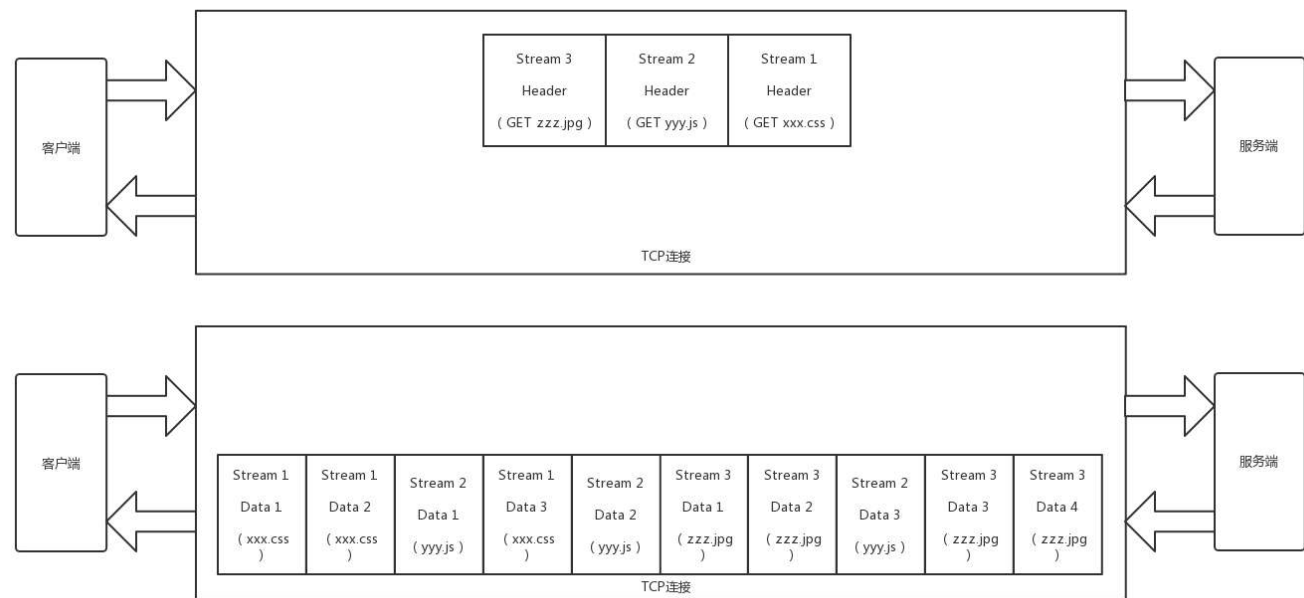 客户端
Stream 3
Header
( GET zzz.jpg )
Stream 2
Header
( GET yyy.js )
Stream 1
Header
( GET xxx.css )
服务端
TCP连接
客户端
Stream 1
Data 1
( xxx.css
)
Stream 1
Data 2
( xxx.css
)
Stream 2
Data 1
( yyy.js )
Stream 1
Data 3
( xxx.css
)
Stream 2
Data 2
( yyy.js )
Stream 3
Data 1
( zzz.jpg
)
Stream 3
Data 2
( zzz.jpg
)
Stream 2
Data 3
( yyy.js )
Stream 3
Data 3
( zzz.jpg
)
Stream 3
Data 4
( zzz.jpg
)
服务端
TCP连接